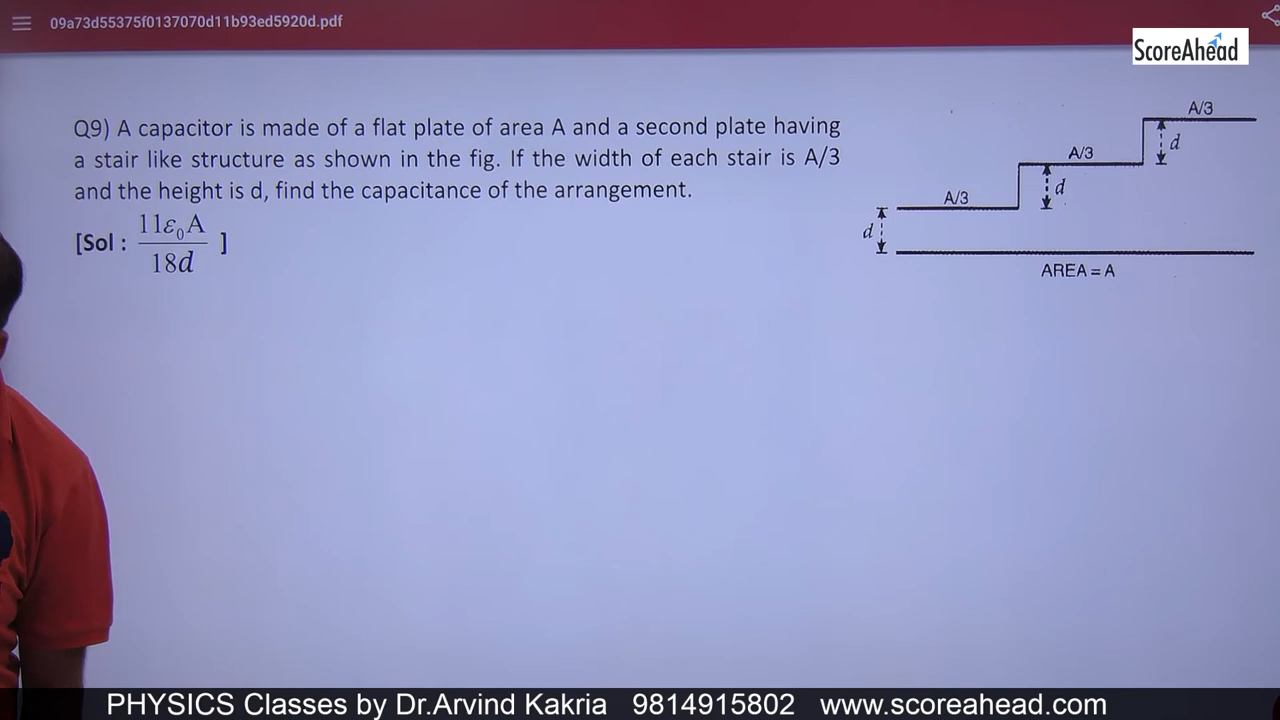 09a73d55375f0137070d11b93ed5920d.pdf
ScoreAhead
Q9) A capacitor is made of a flat plate of area A and a second plate having
a stair like structure as shown in the fig. If the width of each stair is A/3
and the height is d, find the capacitance of the arrangement.
[Sol : 11ε₀A / 18d ]
A/3
d
A/3
d
A/3
d
AREA = A
PHYSICS Classes by Dr.Arvind Kakria 9814915802 www.scoreahead.com